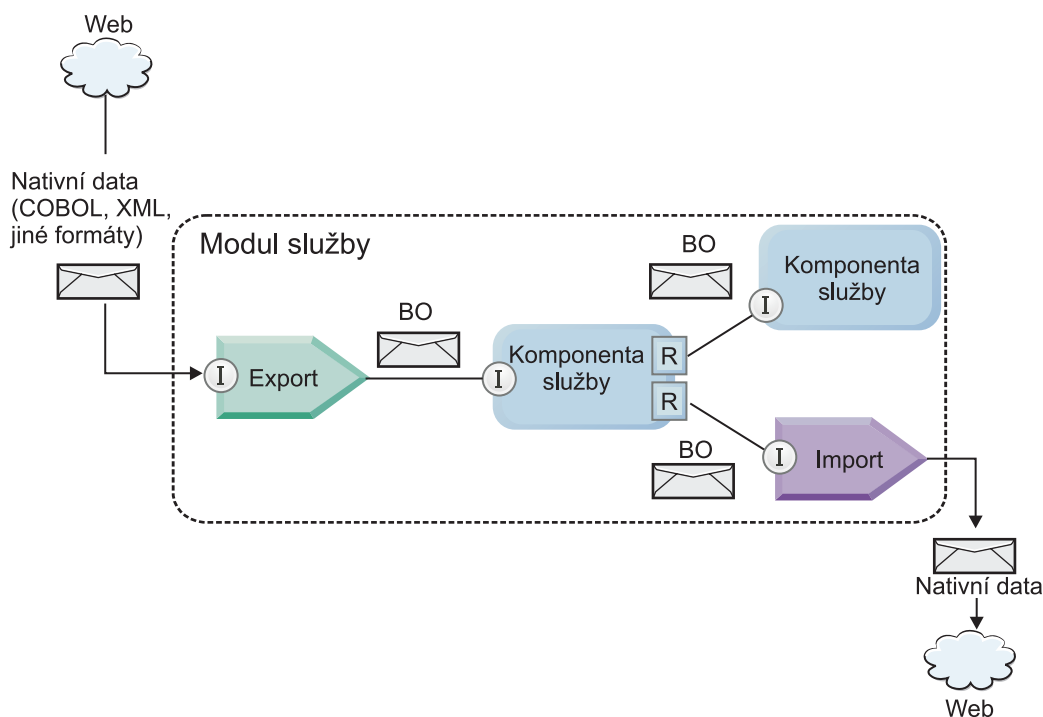 Web
Nativní data
(COBOL, XML,
jiné formáty)
Modul služby
BO
Komponenta
služby
I
BO
I
Export
I
Komponenta
služby
R
R
BO
I
Import
Nativní data
Web